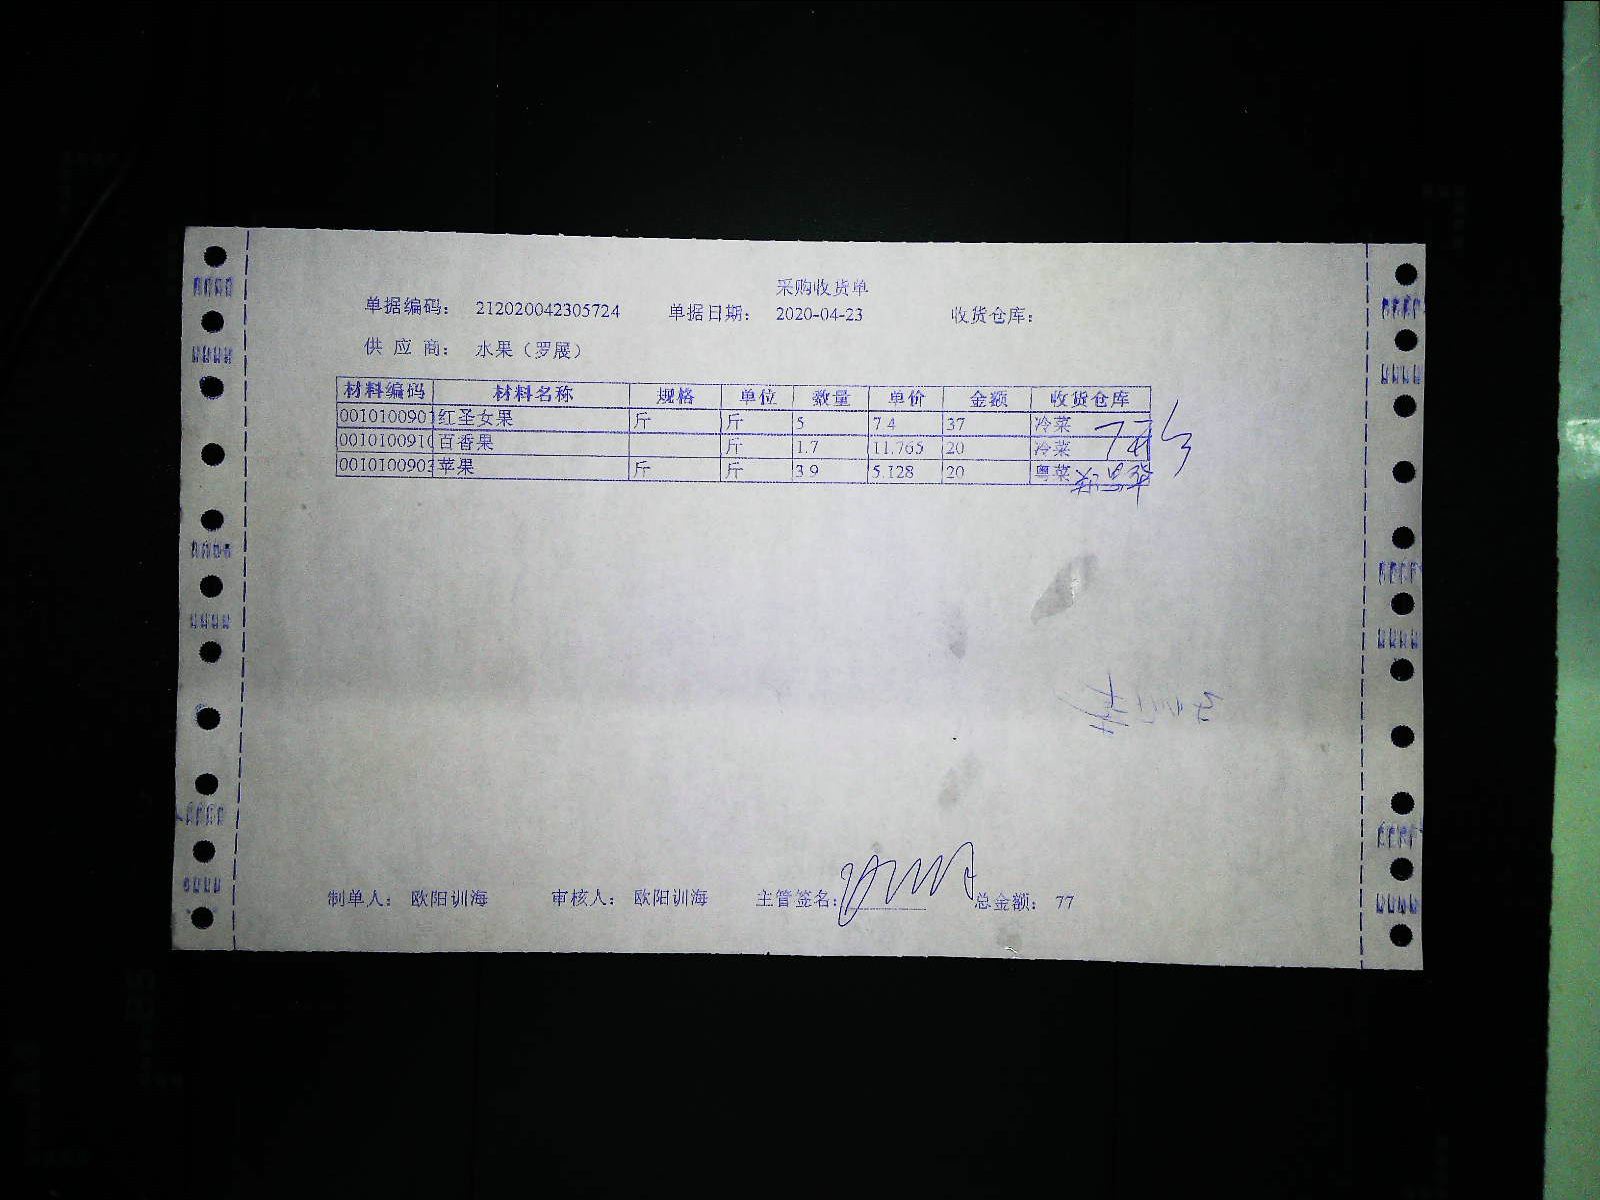 采购收货单
单据编码: 212020042305724 单据日期: 2020-04-23 收货仓库:
供 应 商: 水果（罗展）
材料编码 材料名称 规格 单位 数量 单价 金额 收货仓库
0010100901 红圣女果 斤 斤 5 7.4 37 冷菜
0010100910 百香果 斤 1.7 11.765 20 冷菜
0010100903 苹果 斤 斤 3.9 5.128 20 粤菜
制单人: 欧阳训海 审核人: 欧阳训海 主管签名: 总金额: 77